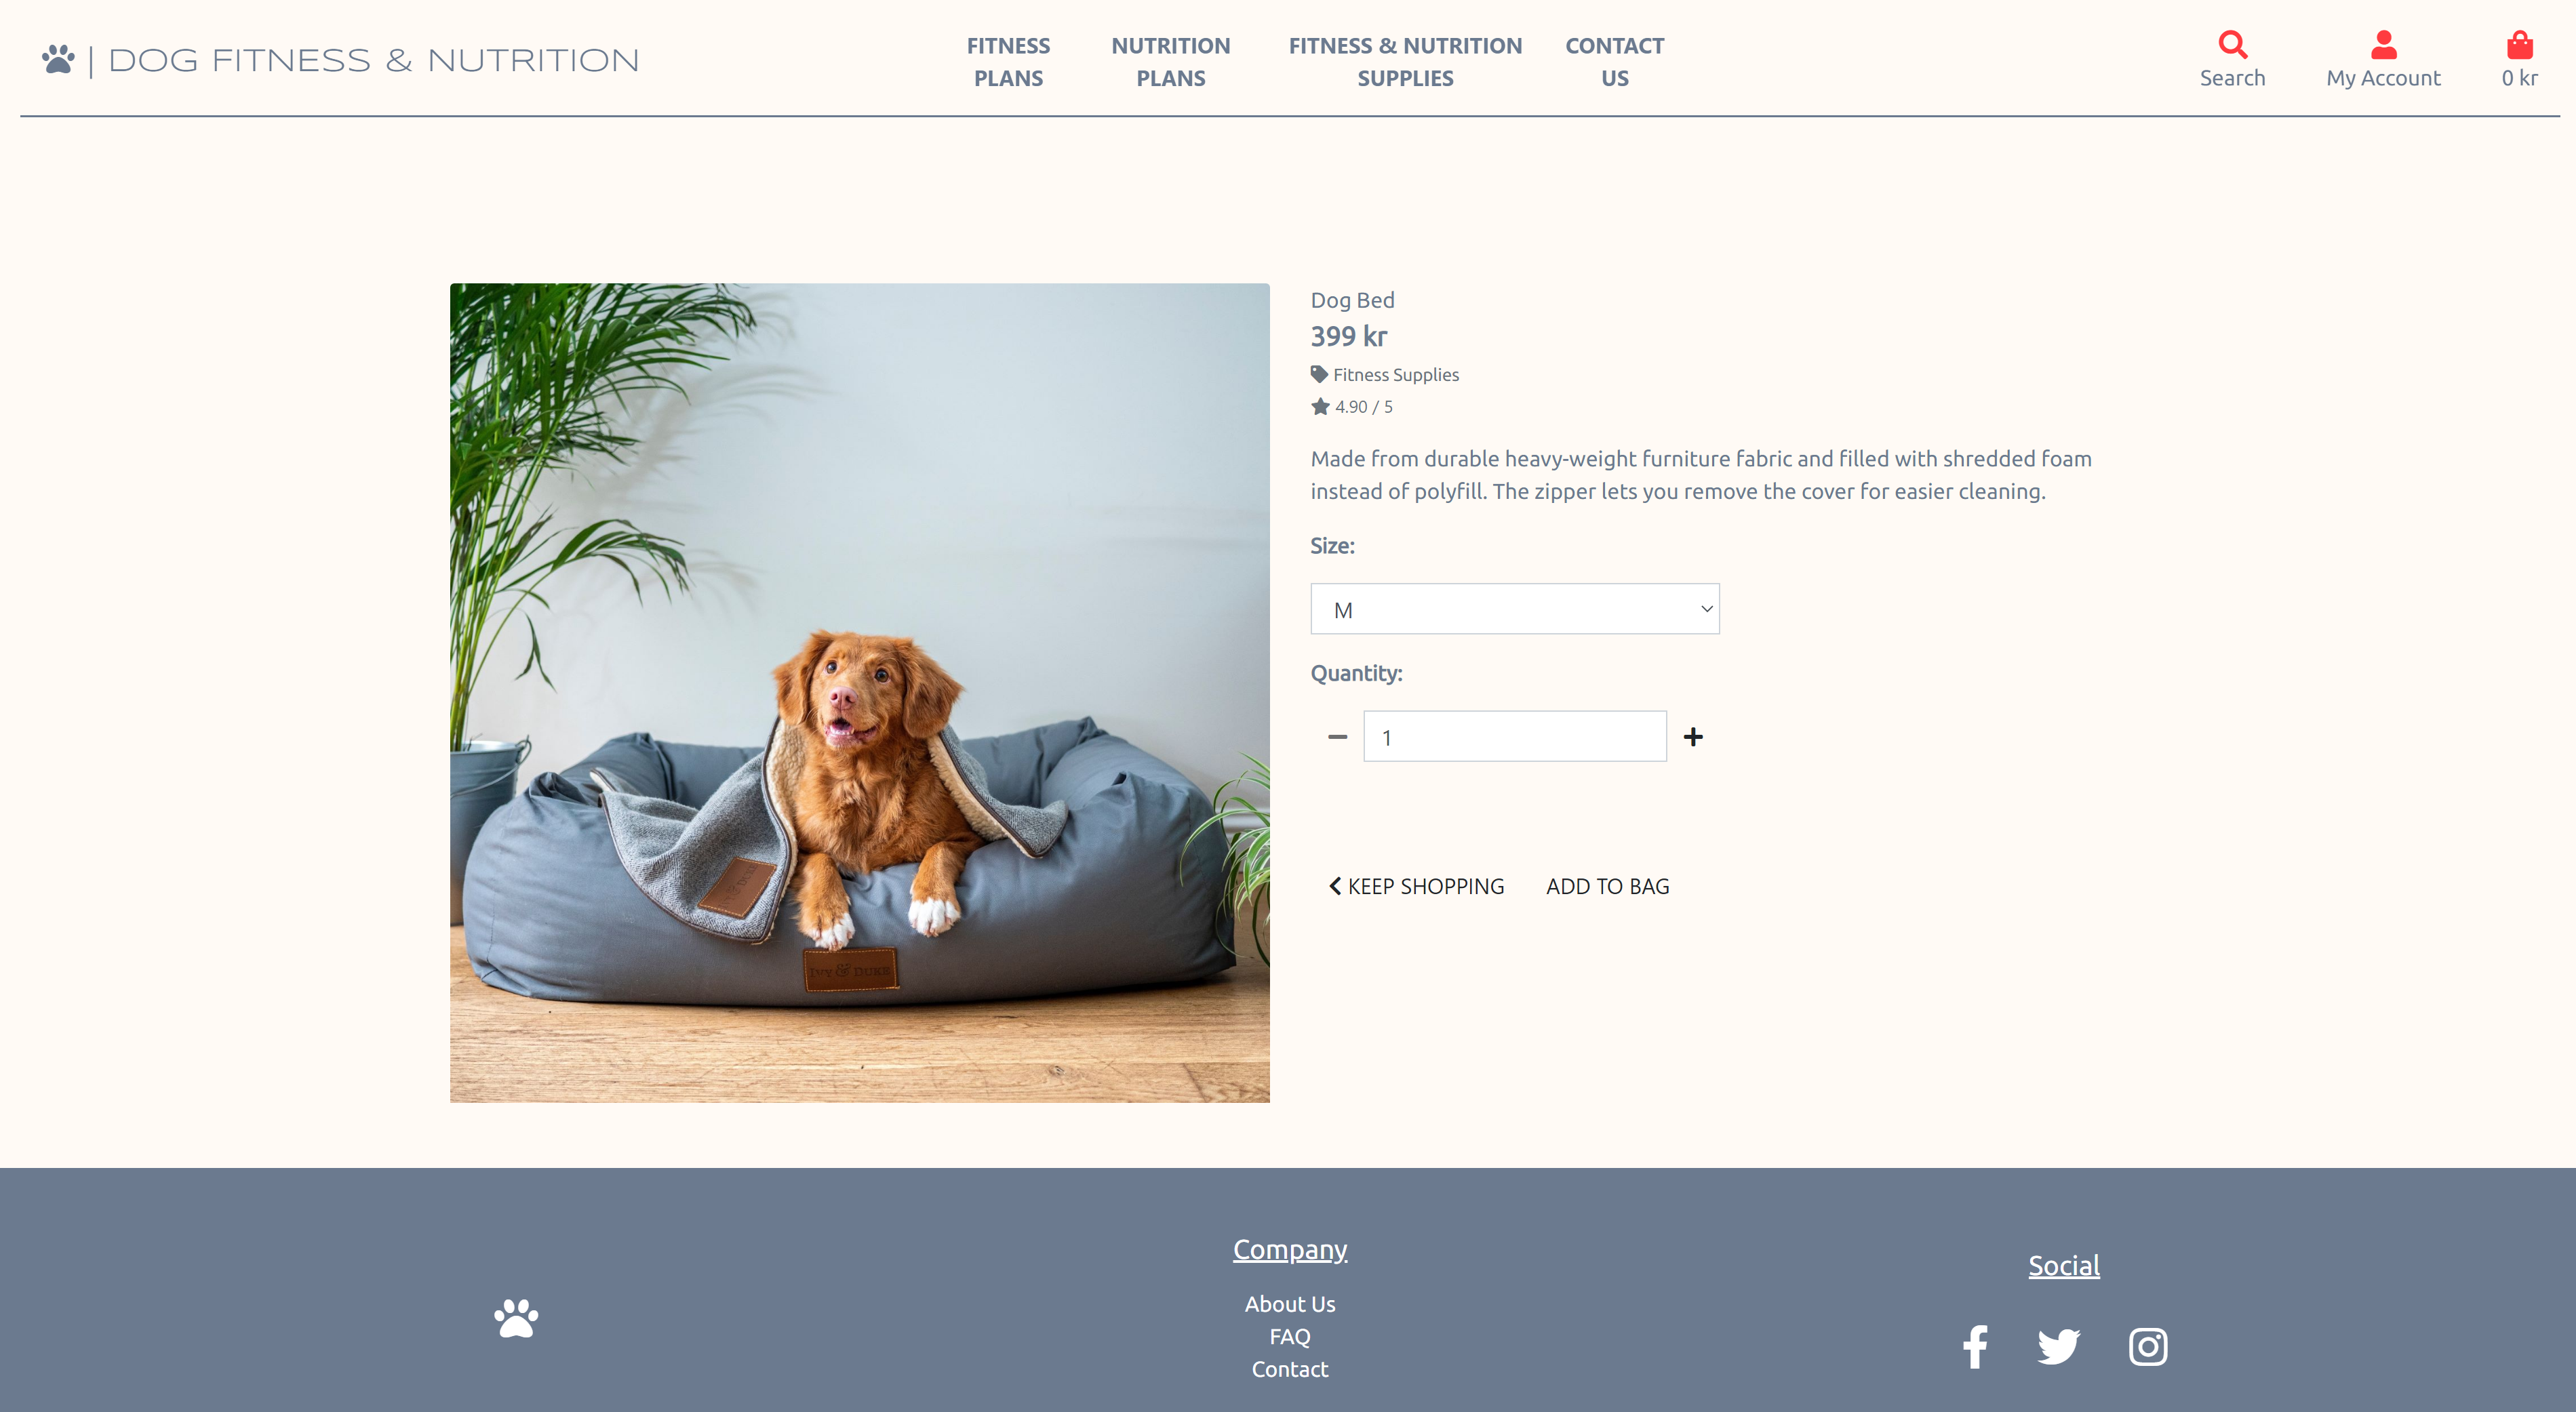 | DOG FITNESS & NUTRITION
FITNESS
PLANS
NUTRITION
PLANS
FITNESS & NUTRITION
SUPPLIES
CONTACT
US
Search
My Account
0 kr
Dog Bed
399 kr
Fitness Supplies
4.90 / 5
Made from durable heavy-weight furniture fabric and filled with shredded foam
instead of polyfill. The zipper lets you remove the cover for easier cleaning.
Size:
M
Quantity:
1
KEEP SHOPPING
ADD TO BAG
IVY & DUKE
Company
About Us
FAQ
Contact
Social